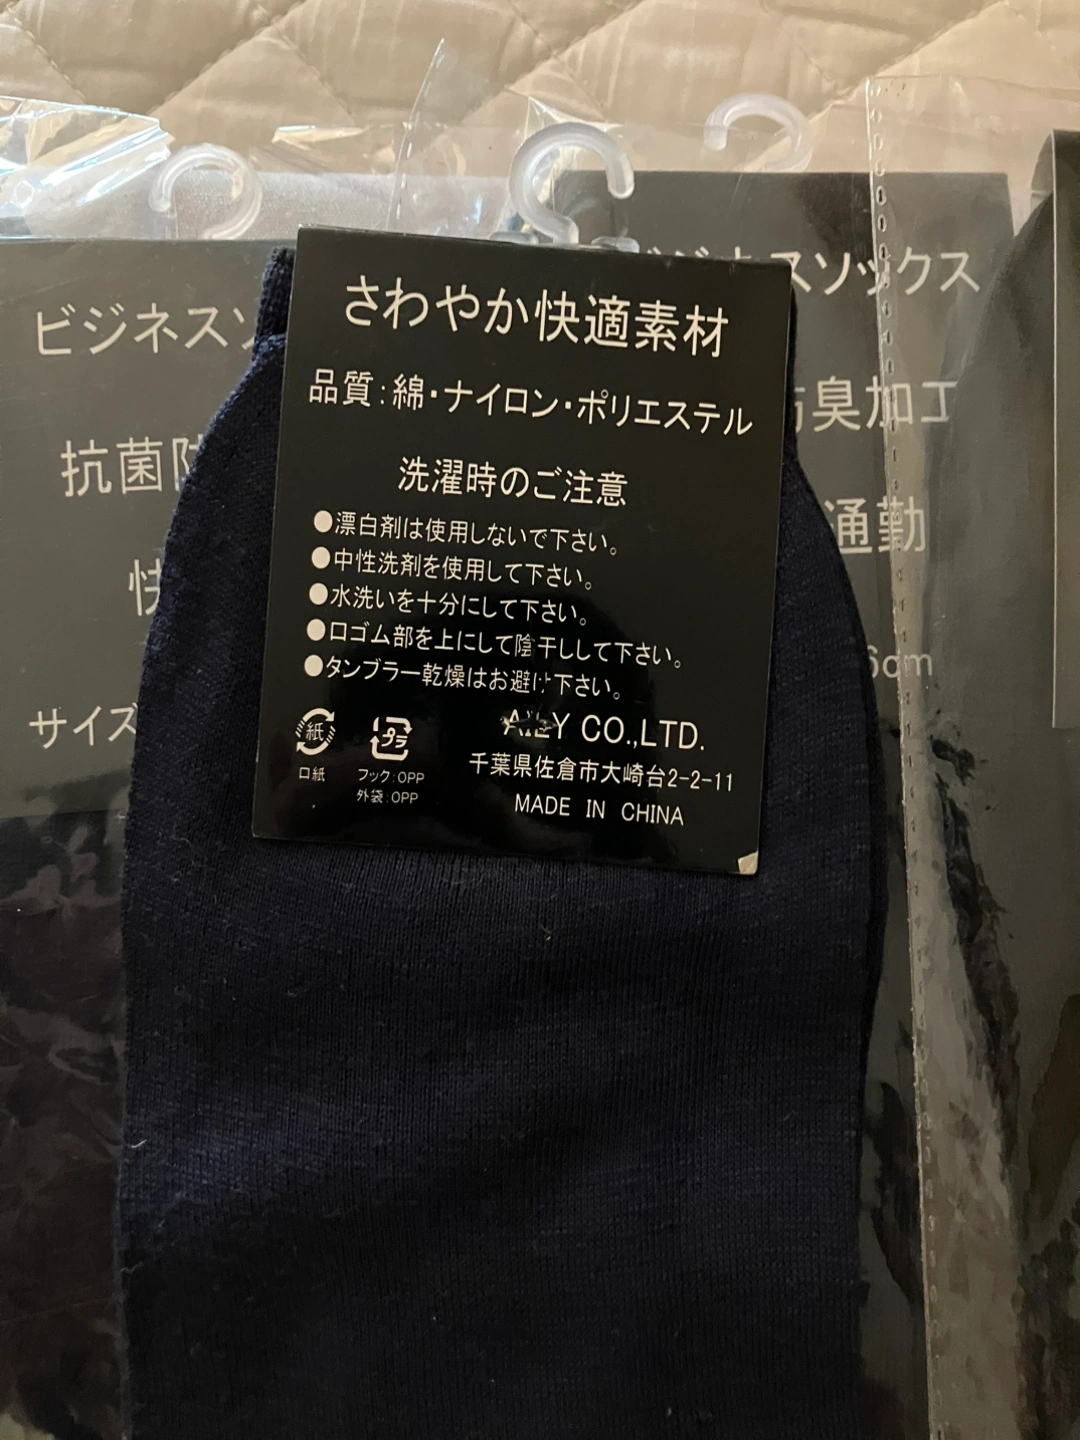 さわやか快適素材
品質：綿・ナイロン・ポリエステル
洗濯時のご注意
●漂白剤は使用しないで下さい。
●中性洗剤を使用して下さい。
●水洗いを十分にして下さい。
●口ゴム部を上にして陰干しして下さい。
●タンブラー乾燥はお避け下さい。
紙
口紙
プラ
フック:OPP
外袋:OPP
CO.,LTD.
千葉県佐倉市大崎台2-2-11
MADE IN CHINA
ビジネスソ
抗菌防
快
サイズ
ビジネスソックス
防臭加工
通勤
6cm